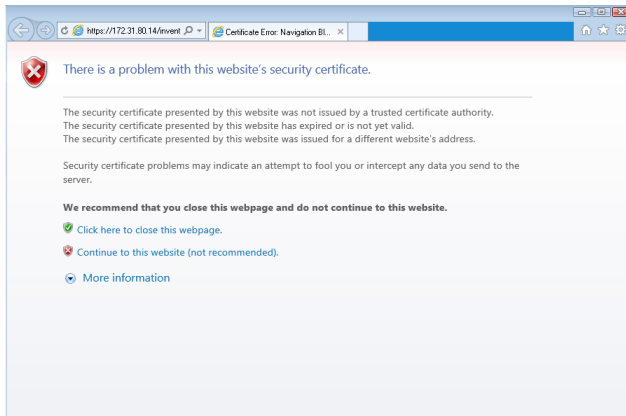 https://172.31.80.14/invent
Certificate Error: Navigation Bl...
There is a problem with this website's security certificate.
The security certificate presented by this website was not issued by a trusted certificate authority.
The security certificate presented by this website has expired or is not yet valid.
The security certificate presented by this website was issued for a different website's address.
Security certificate problems may indicate an attempt to fool you or intercept any data you send to the
server.
We recommend that you close this webpage and do not continue to this website.
Click here to close this webpage.
Continue to this website (not recommended).
More information